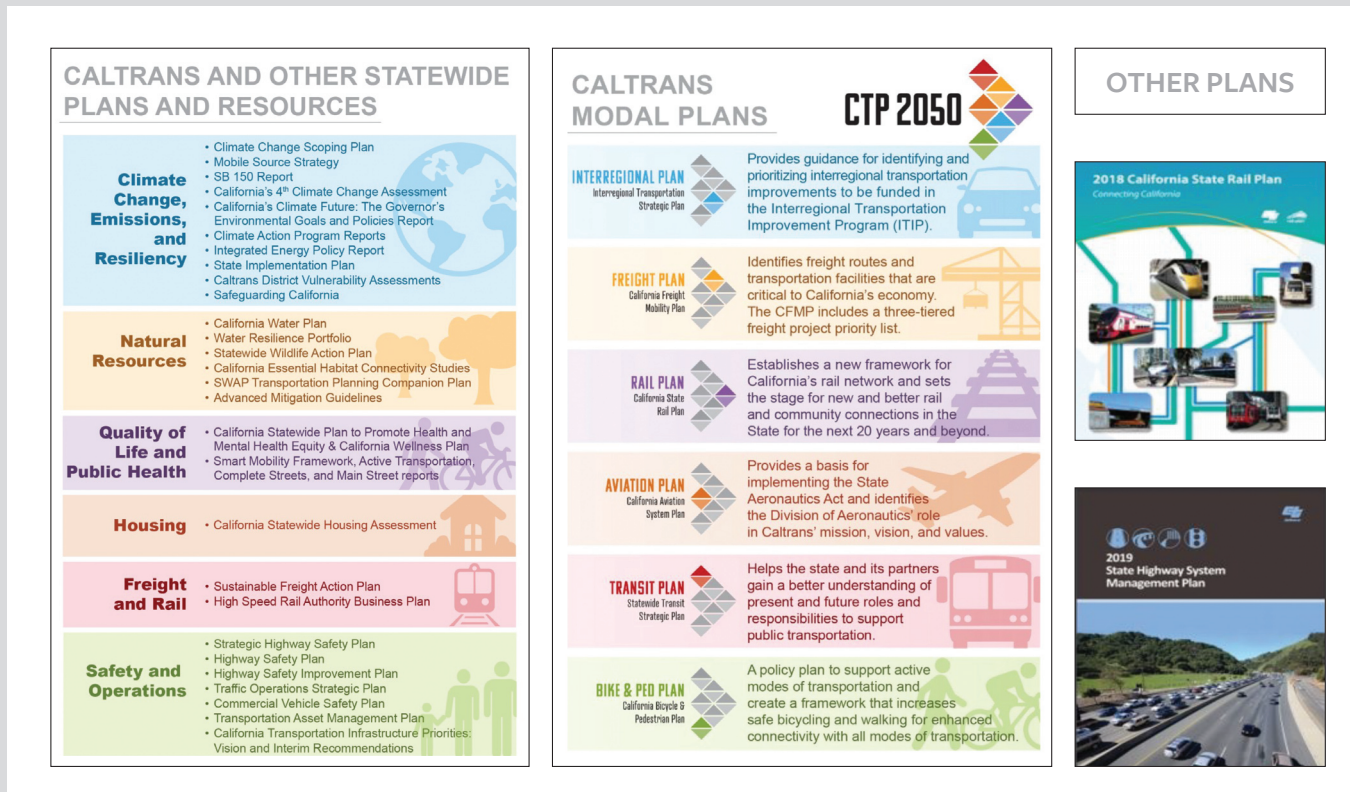 CALTRANS AND OTHER STATEWIDE
PLANS AND RESOURCES
Climate
Change,
Emissions,
and
Resiliency
• Climate Change Scoping Plan
• Mobile Source Strategy
• SB 150 Report
• California's 4th Climate Change Assessment
• California's Climate Future: The Governor's
Environmental Goals and Policies Report
• Climate Action Program Reports
• Integrated Energy Policy Report
• State Implementation Plan
• Caltrans District Vulnerability Assessments
• Safeguarding California
Natural
Resources
• California Water Plan
• Water Resilience Portfolio
• Statewide Wildlife Action Plan
• California Essential Habitat Connectivity Studies
• SWAP Transportation Planning Companion Plan
• Advanced Mitigation Guidelines
Quality of
Life and
Public Health
• California Statewide Plan to Promote Health and
Mental Health Equity & California Wellness Plan
• Smart Mobility Framework, Active Transportation,
Complete Streets, and Main Street reports
Housing
• California Statewide Housing Assessment
Freight
and Rail
• Sustainable Freight Action Plan
• High Speed Rail Authority Business Plan
Safety and
Operations
• Strategic Highway Safety Plan
• Highway Safety Plan
• Highway Safety Improvement Plan
• Traffic Operations Strategic Plan
• Commercial Vehicle Safety Plan
• Transportation Asset Management Plan
• California Transportation Infrastructure Priorities:
Vision and Interim Recommendations
CALTRANS
MODAL PLANS
CTP 2050
INTERREGIONAL PLAN
Interregional Transportation
Strategic Plan
Provides guidance for identifying and
prioritizing interregional transportation
improvements to be funded in
the Interregional Transportation
Improvement Program (ITIP).
FREIGHT PLAN
California Freight
Mobility Plan
Identifies freight routes and
transportation facilities that are
critical to California's economy.
The CFMP includes a three-tiered
freight project priority list.
RAIL PLAN
California State
Rail Plan
Establishes a new framework for
California's rail network and sets
the stage for new and better rail
and community connections in the
State for the next 20 years and beyond.
AVIATION PLAN
California Aviation
System Plan
Provides a basis for
implementing the State
Aeronautics Act and identifies
the Division of Aeronautics' role
in Caltrans' mission, vision, and values.
TRANSIT PLAN
Statewide Transit
Strategic Plan
Helps the state and its partners
gain a better understanding of
present and future roles and
responsibilities to support
public transportation.
BIKE & PED PLAN
California Bicycle &
Pedestrian Plan
A policy plan to support active
modes of transportation and
create a framework that increases
safe bicycling and walking for enhanced
connectivity with all modes of transportation.
OTHER PLANS
2018 California State Rail Plan
Connecting California
2019
State Highway System
Management Plan